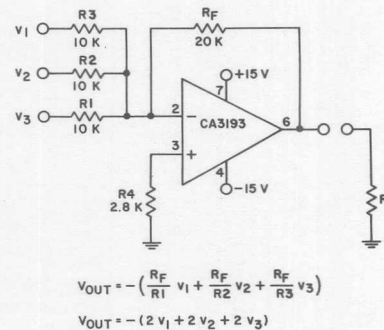 R3
RF
v1
10 K
20 K
R2
+15 V
v2
10 K
7
R1
2
−
CA3193
6
v3
10 K
3
+
4
R4
−15 V
2.8 K
VOUT = −(RF/R1 v1 + RF/R2 v2 + RF/R3 v3)
VOUT = −(2 v1 + 2 v2 + 2 v3)